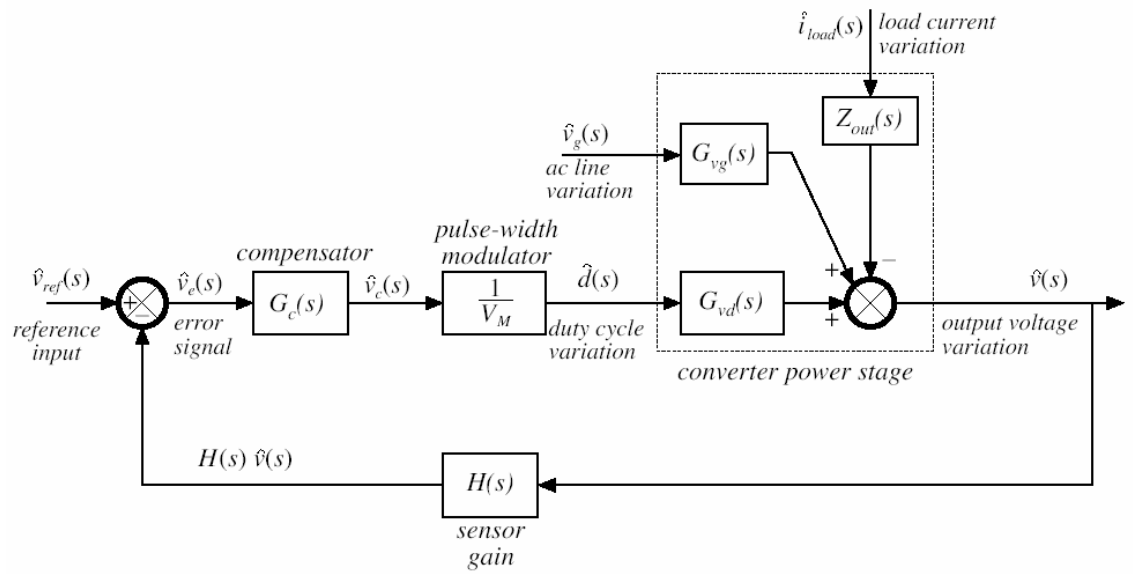 î_load(s)
load current
variation
Z_out(s)
v̂_g(s)
ac line
variation
G_vg(s)
pulse-width
modulator
compensator
v̂_ref(s)
reference
input
+
−
v̂_e(s)
error
signal
G_c(s)
v̂_c(s)
1
V_M
d̂(s)
duty cycle
variation
G_vd(s)
+
−
+
v̂(s)
output voltage
variation
converter power stage
H(s) v̂(s)
H(s)
sensor
gain